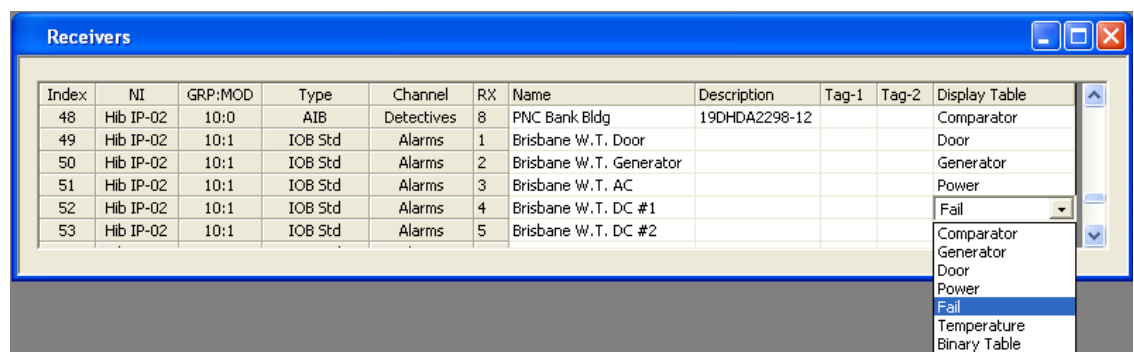 Receivers
Index NI GRP:MOD Type Channel RX Name Description Tag-1 Tag-2 Display Table
48 Hib IP-02 10:0 AIB Detectives 8 PNC Bank Bldg 19DHDA2298-12 Comparator
49 Hib IP-02 10:1 IOB Std Alarms 1 Brisbane W.T. Door Door
50 Hib IP-02 10:1 IOB Std Alarms 2 Brisbane W.T. Generator Generator
51 Hib IP-02 10:1 IOB Std Alarms 3 Brisbane W.T. AC Power
52 Hib IP-02 10:1 IOB Std Alarms 4 Brisbane W.T. DC #1 Fail
53 Hib IP-02 10:1 IOB Std Alarms 5 Brisbane W.T. DC #2
Comparator
Generator
Door
Power
Fail
Temperature
Binary Table